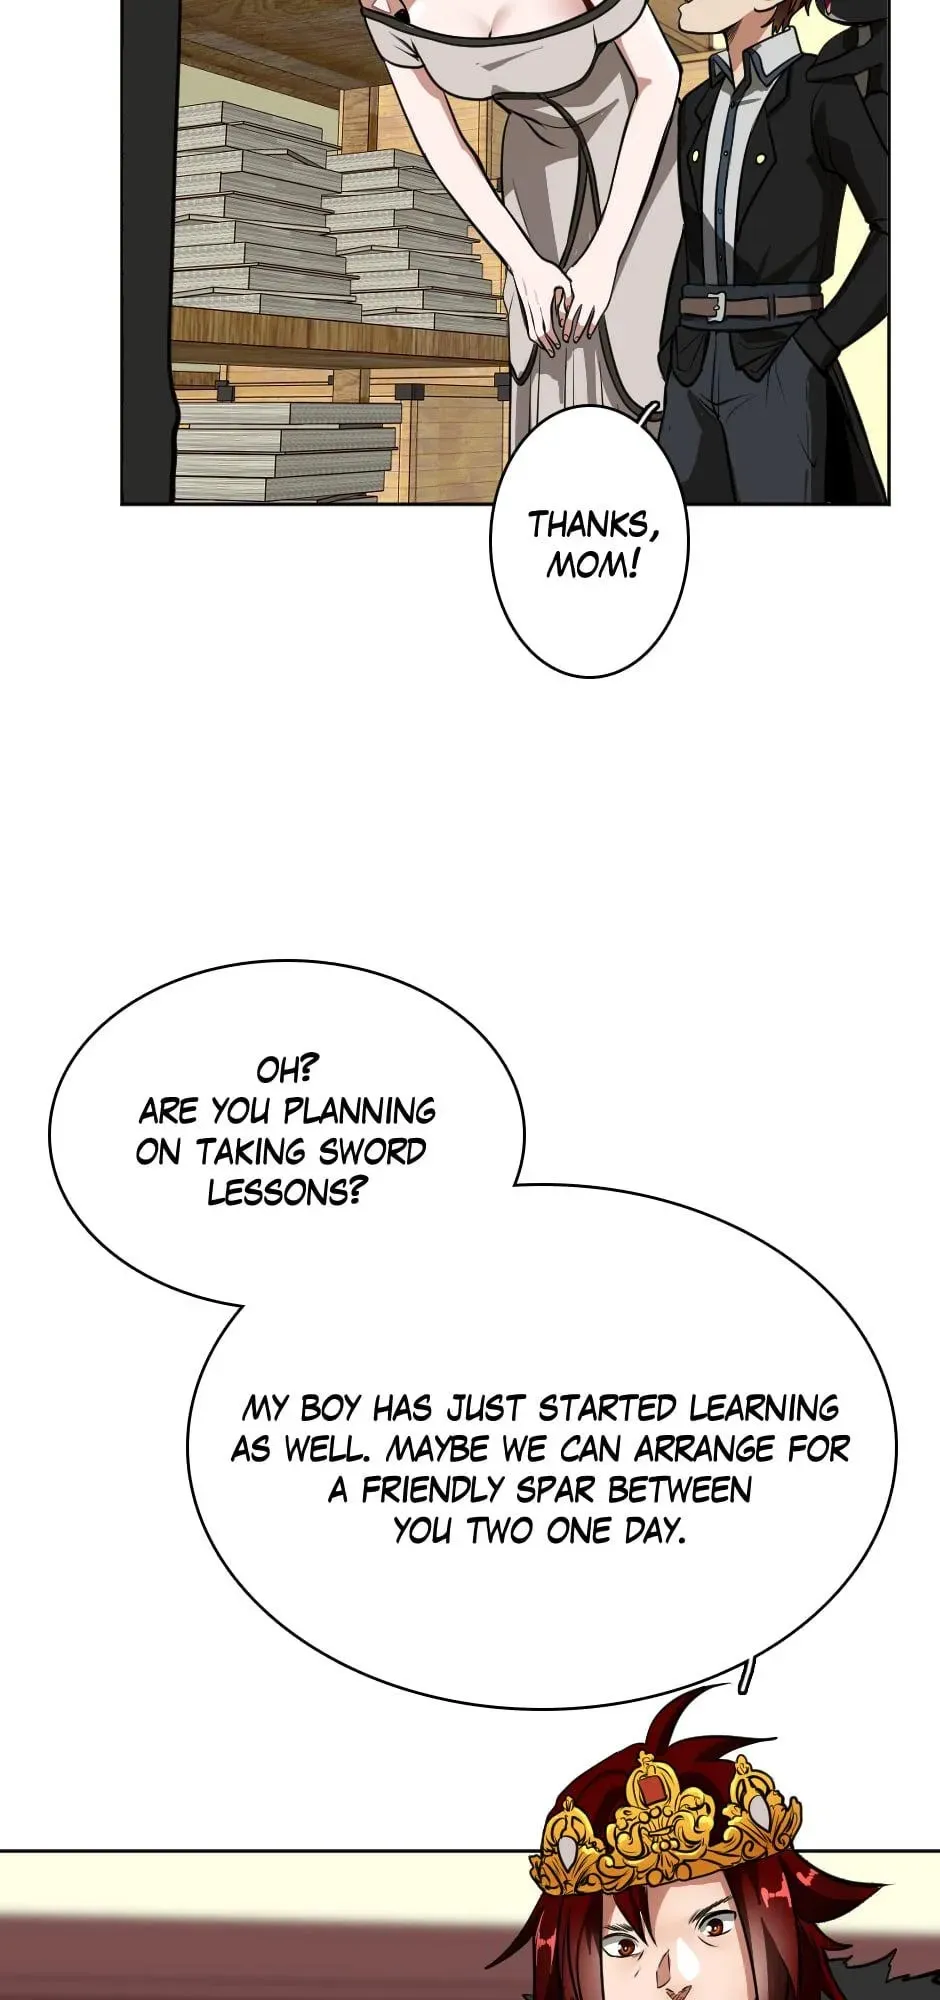 THANKS,
MOM!
OH?
ARE YOU PLANNING
ON TAKING SWORD
LESSONS?
MY BOY HAS JUST STARTED LEARNING
AS WELL. MAYBE WE CAN ARRANGE FOR
A FRIENDLY SPAR BETWEEN
YOU TWO ONE DAY.